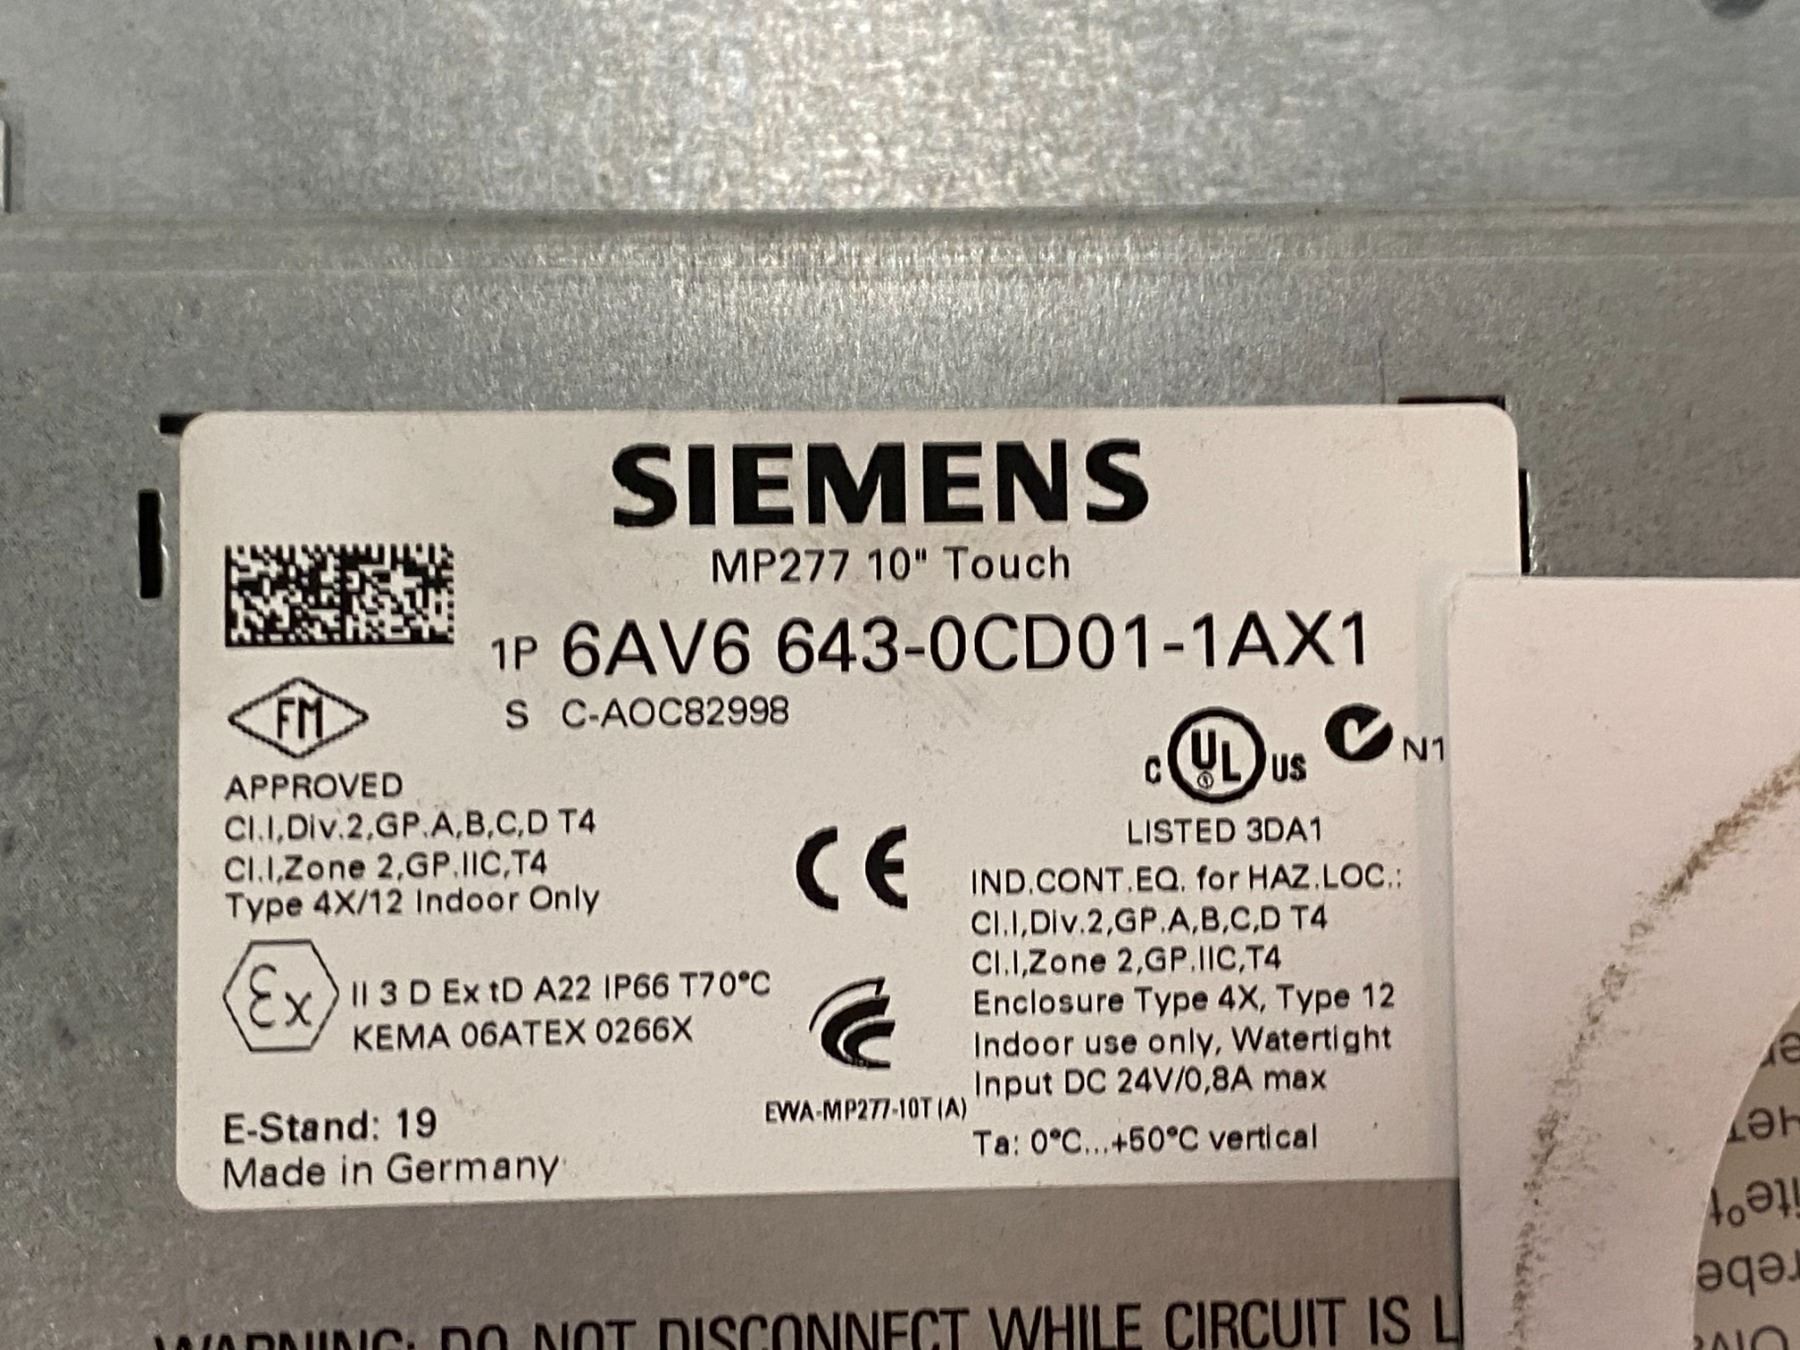 SIEMENS
MP277 10" Touch
1P 6AV6 643-0CD01-1AX1
S C-AOC82998
FM
APPROVED
Cl.I,Div.2,GP.A,B,C,D T4
Cl.I,Zone 2,GP.IIC,T4
Type 4X/12 Indoor Only
Ex II 3 D Ex tD A22 IP66 T70°C
KEMA 06ATEX 0266X
E-Stand: 19
Made in Germany
CE
EWA-MP277-10T (A)
C UL US N1
LISTED 3DA1
IND.CONT.EQ. for HAZ.LOC.:
Cl.I,Div.2,GP.A,B,C,D T4
Cl.I,Zone 2,GP.IIC,T4
Enclosure Type 4X, Type 12
Indoor use only, Watertight
Input DC 24V/0,8A max
Ta: 0°C...+50°C vertical
WARNING: DO NOT DISCONNECT WHILE CIRCUIT IS L